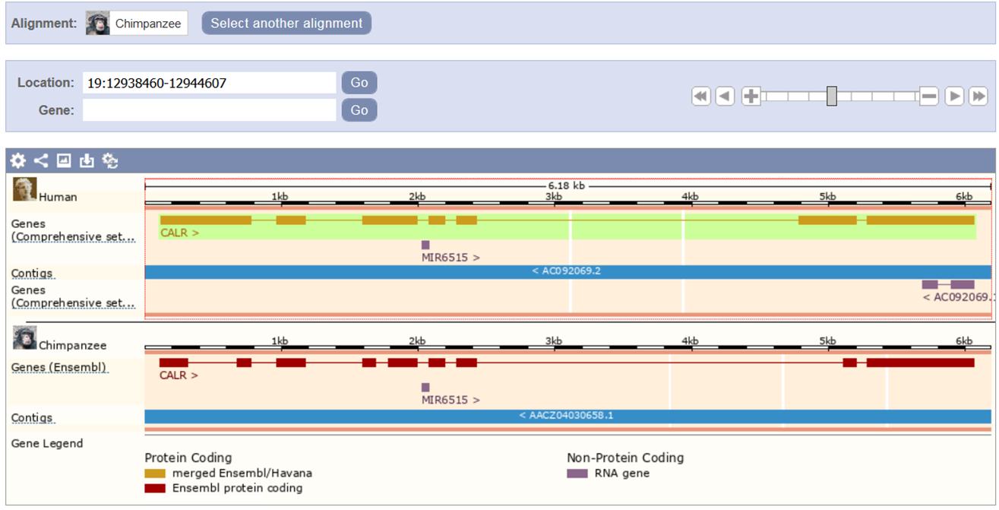 Alignment: Chimpanzee Select another alignment
Location: 19:12938460-12944607 Go
Gene: Go
Human
6.18 kb
1kb 2kb 3kb 4kb 5kb 6kb
Genes
(Comprehensive set...
CALR >
MIR6515 >
Contigs
< AC092069.2
Genes
(Comprehensive set...
< AC092069.1
Chimpanzee
1kb 2kb 3kb 4kb 5kb 6kb
Genes (Ensembl)
CALR >
MIR6515 >
Contigs
< AACZ04030658.1
Gene Legend
Protein Coding Non-Protein Coding
merged Ensembl/Havana RNA gene
Ensembl protein coding